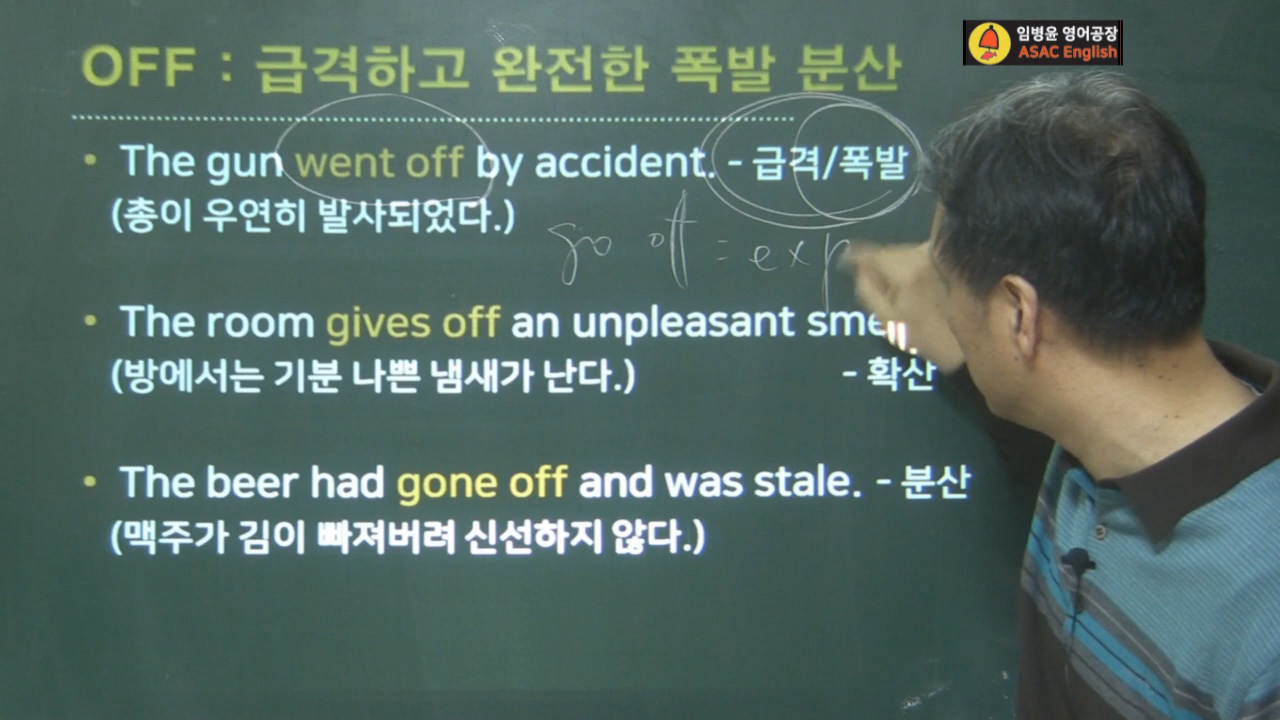 임병윤 영어공장
ASAC English
OFF : 급격하고 완전한 폭발 분산
• The gun went off by accident. - 급격/폭발
(총이 우연히 발사되었다.)
go off = exp
• The room gives off an unpleasant smell.
(방에서는 기분 나쁜 냄새가 난다.) - 확산
• The beer had gone off and was stale. - 분산
(맥주가 김이 빠져버려 신선하지 않다.)